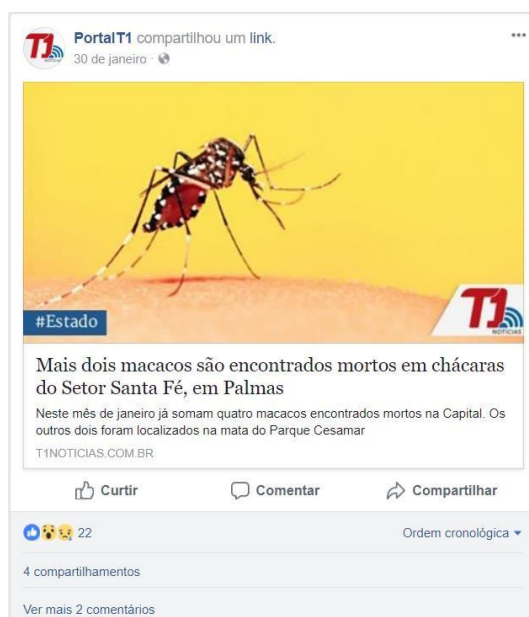 PortalT1 compartilhou um link.
30 de janeiro
T1
NOTÍCIAS
#Estado
Mais dois macacos são encontrados mortos em chácaras
do Setor Santa Fé, em Palmas
Neste mês de janeiro já somam quatro macacos encontrados mortos na Capital. Os
outros dois foram localizados na mata do Parque Cesamar
T1NOTICIAS.COM.BR
Curtir Comentar Compartilhar
22 Ordem cronológica
4 compartilhamentos
Ver mais 2 comentários